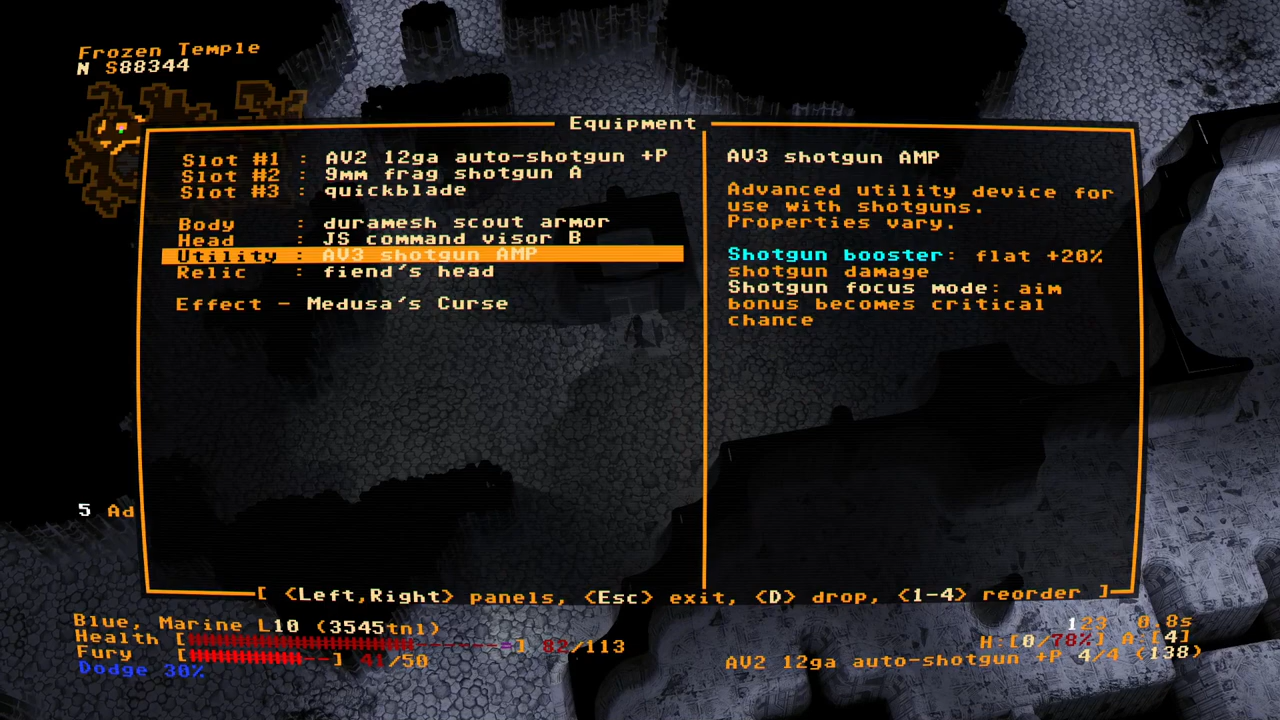 Frozen Temple
N S88344
Equipment
Slot #1 : AV2 12ga auto-shotgun +P
Slot #2 : 9mm frag shotgun A
Slot #3 : quickblade
Body : duramesh scout armor
Head : JS command visor B
Utility : AV3 shotgun AMP
Relic : fiend's head
Effect - Medusa's Curse
AV3 shotgun AMP
Advanced utility device for
use with shotguns.
Properties vary.
Shotgun booster: flat +20%
shotgun damage
Shotgun focus mode: aim
bonus becomes critical
chance
5 Ad
[ <Left,Right> panels, <Esc> exit, <D> drop, <1-4> reorder ]
Blue, Marine L10 (3545tnl)
Health [ ] 82/113
Fury [ ] 41/50
Dodge 30%
123 0.8s
H:[0/78%] A:[4]
AV2 12ga auto-shotgun +P 4/4 (138)